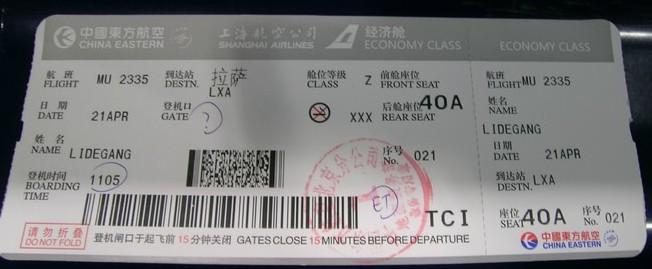 中國東方航空 上海航空公司 经济舱
CHINA EASTERN SHANGHAI AIRLINES ECONOMY CLASS ECONOMY CLASS
航班 MU 2335 到达站 拉萨 舱位等级 Z 前舱座位 航班 MU 2335
FLIGHT DESTN. LXA CLASS FRONT SEAT FLIGHT
日期 21APR 登机口 ? XXX 后舱座位 40A 姓名
DATE GATE REAR SEAT NAME
LIDEGANG
姓名 LIDEGANG 序号 021 日期 21APR
NAME No. DATE
登机时间 1105 到达站 LXA
BOARDING TIME DESTN.
ET TCI 座位 40A 序号 021
SEAT No.
请勿折叠 登机闸口于起飞前15分钟关闭 GATES CLOSE 15 MINUTES BEFORE DEPARTURE 中國東方航空
DO NOT FOLD CHINA EASTERN
北京分公司